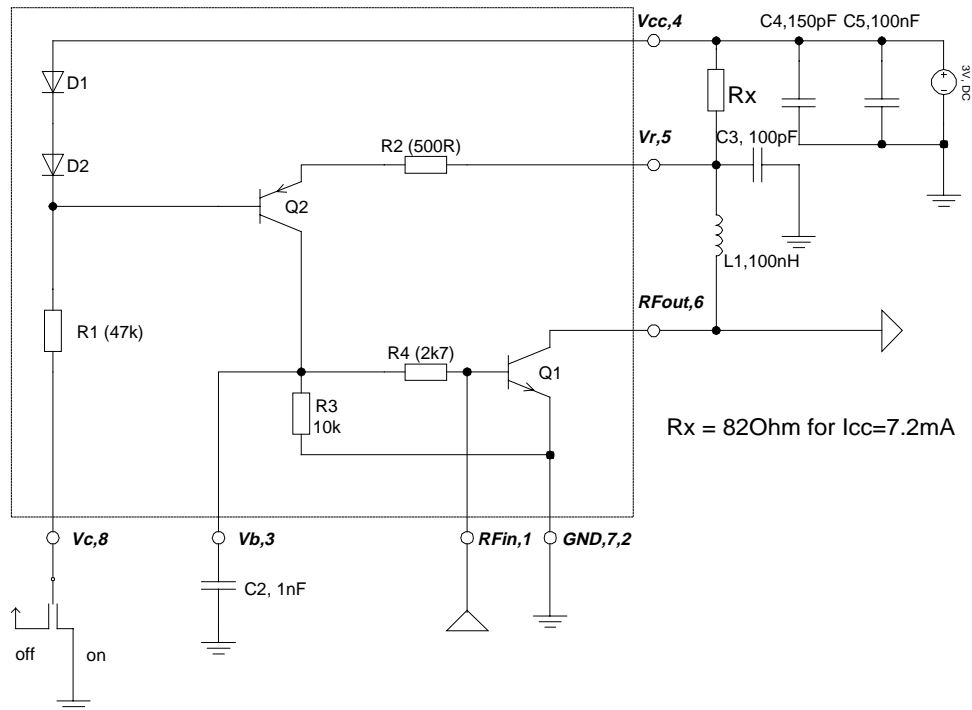 Vcc,4
C4,150pF
C5,100nF
3V, DC
D1
Rx
R2 (500R)
Vr,5
C3, 100pF
D2
Q2
L1,100nH
RFout,6
R1 (47k)
R4 (2k7)
Q1
R3
10k
Rx = 82Ohm for Icc=7.2mA
Vc,8
Vb,3
RFin,1
GND,7,2
C2, 1nF
off
on